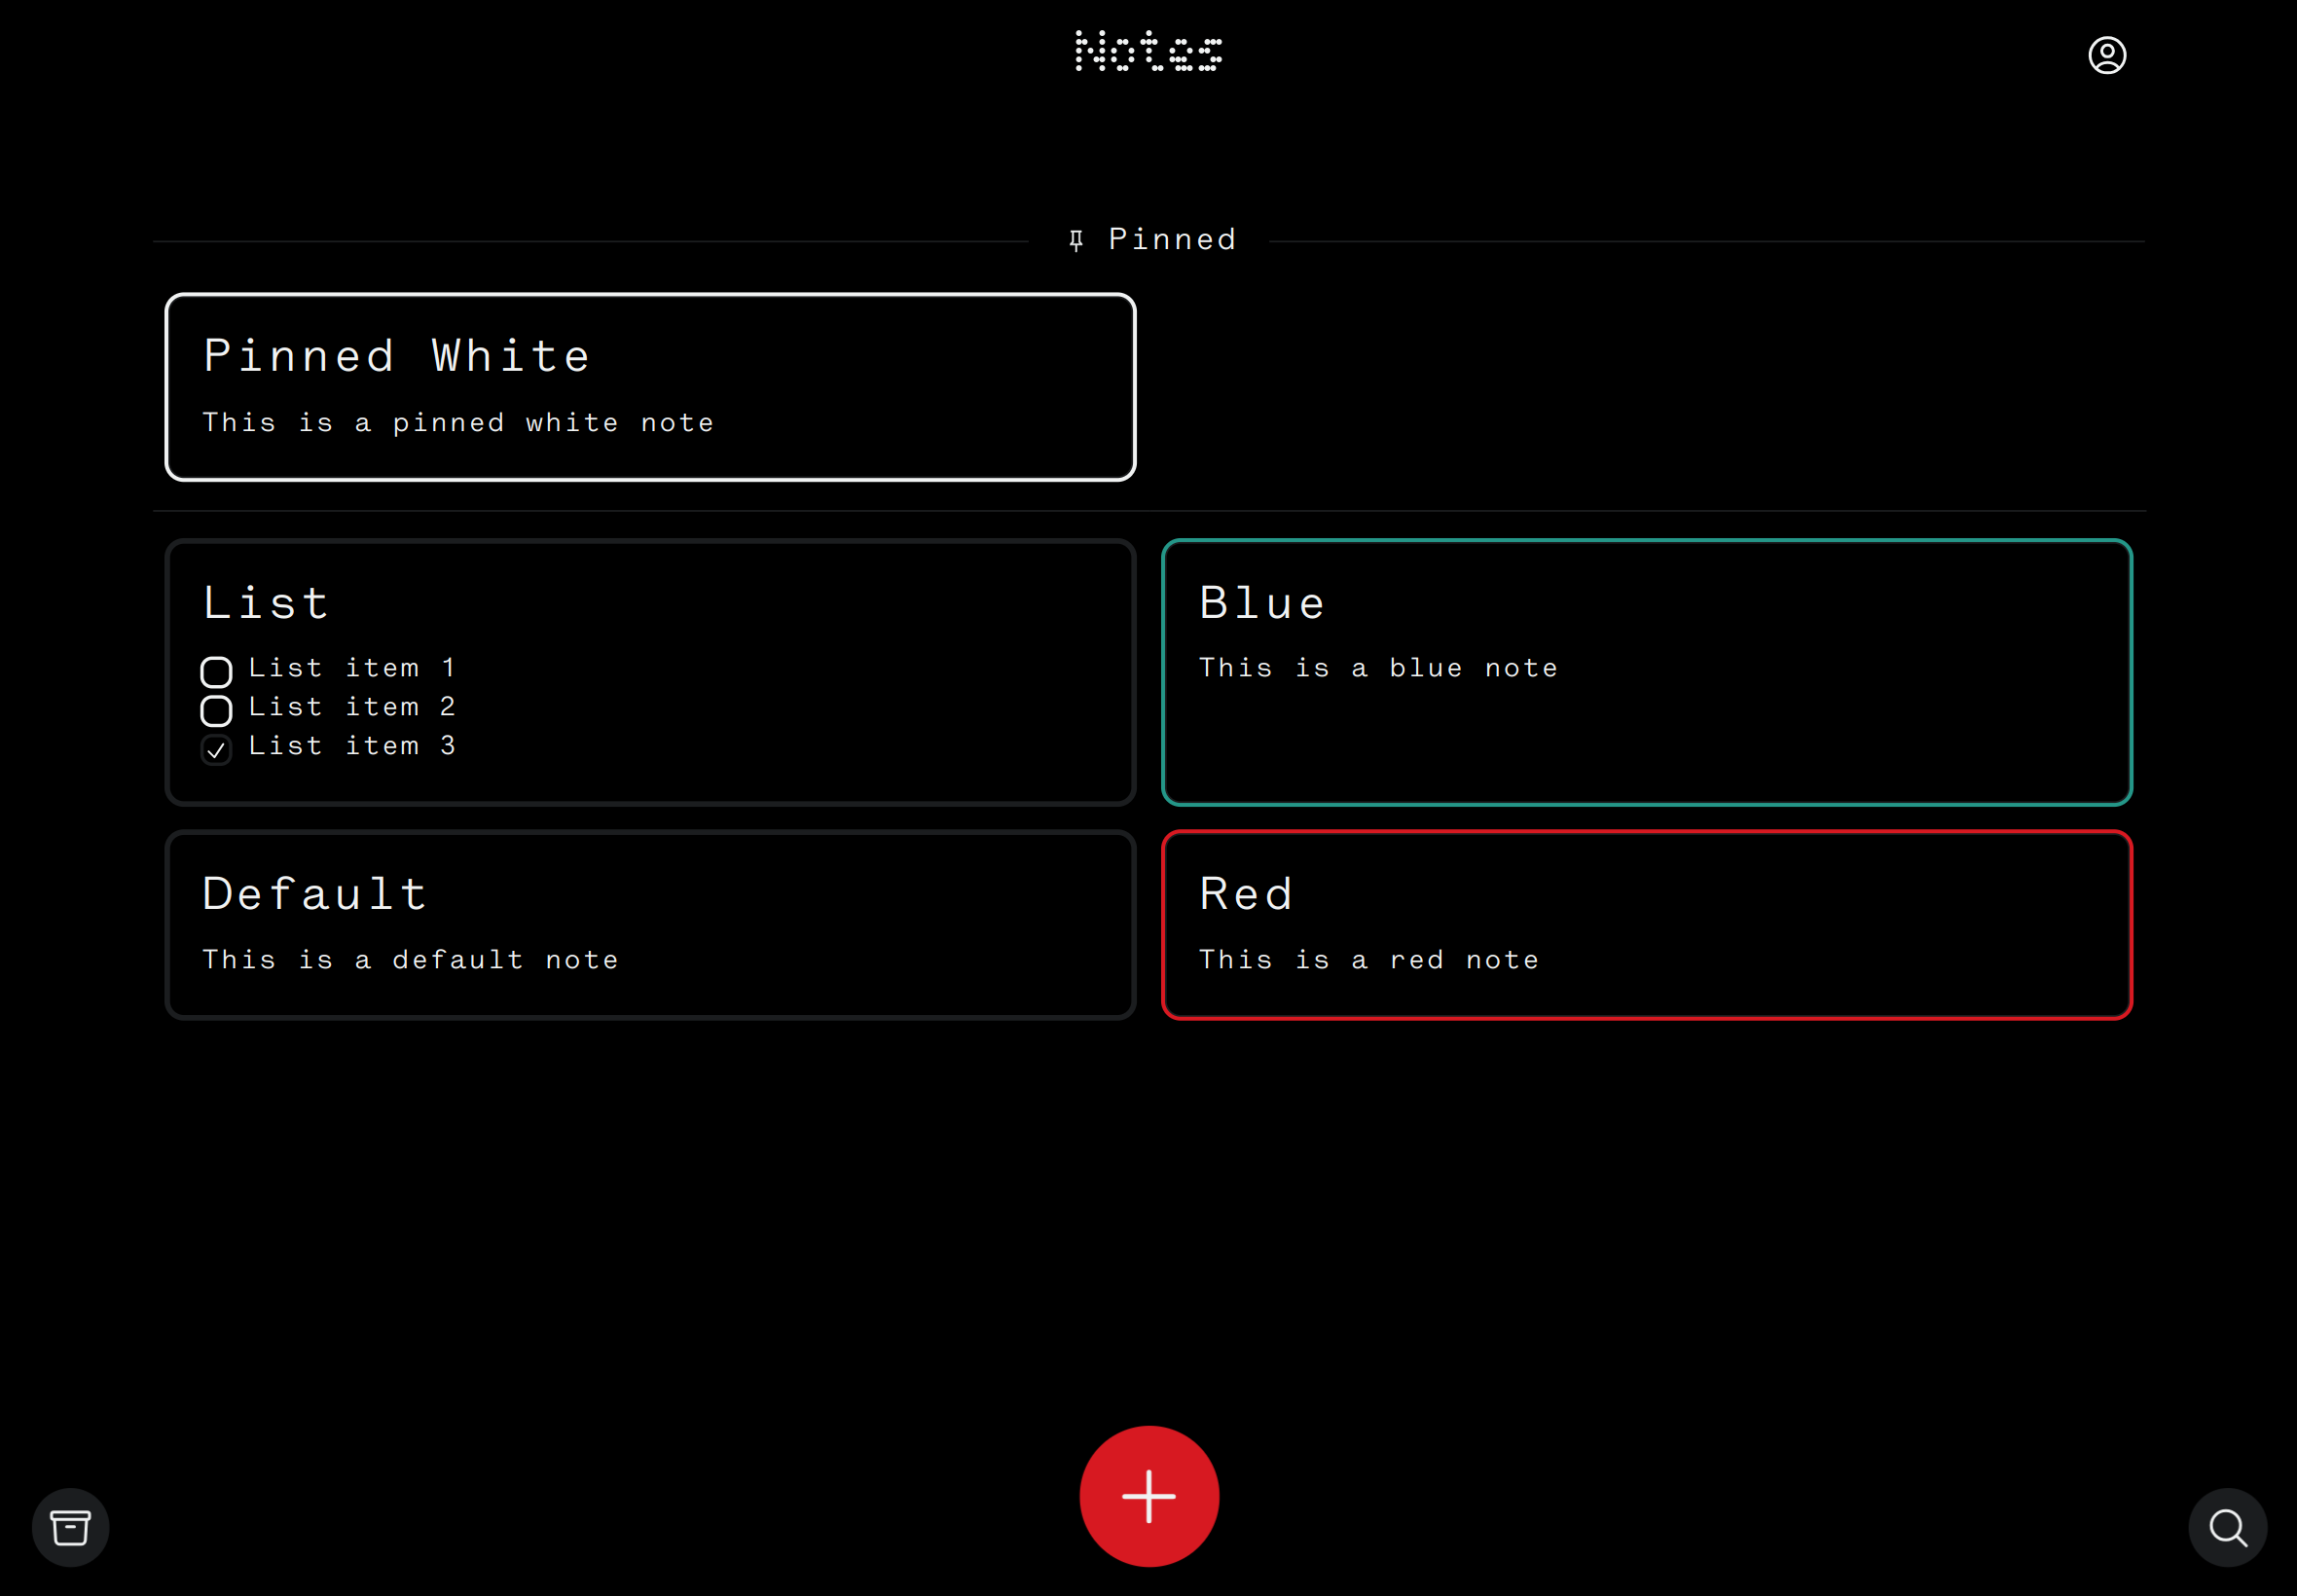 Notes
Pinned
Pinned White
This is a pinned white note
List
List item 1
List item 2
List item 3
Blue
This is a blue note
Default
This is a default note
Red
This is a red note